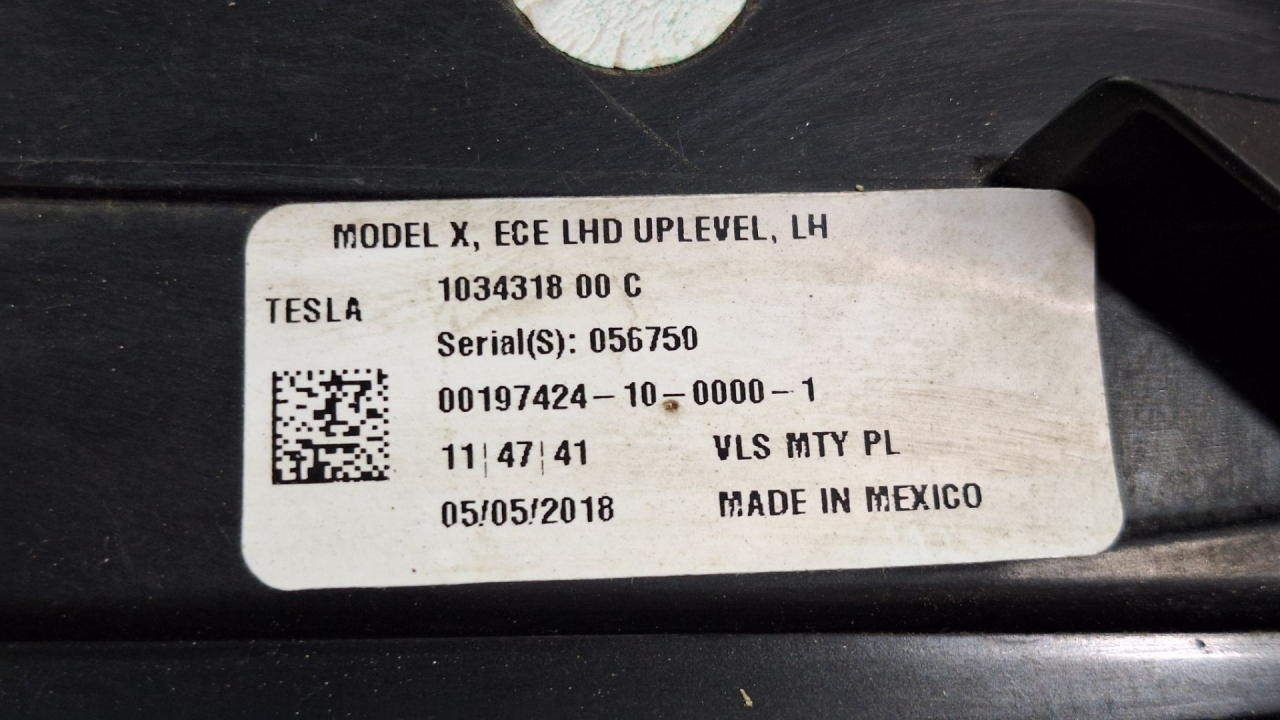 MODEL X, ECE LHD UPLEVEL, LH
1034318 00 C
TESLA
Serial(S): 056750
00197424-10-0000-1
11|47|41 VLS MTY PL
05/05/2018 MADE IN MEXICO